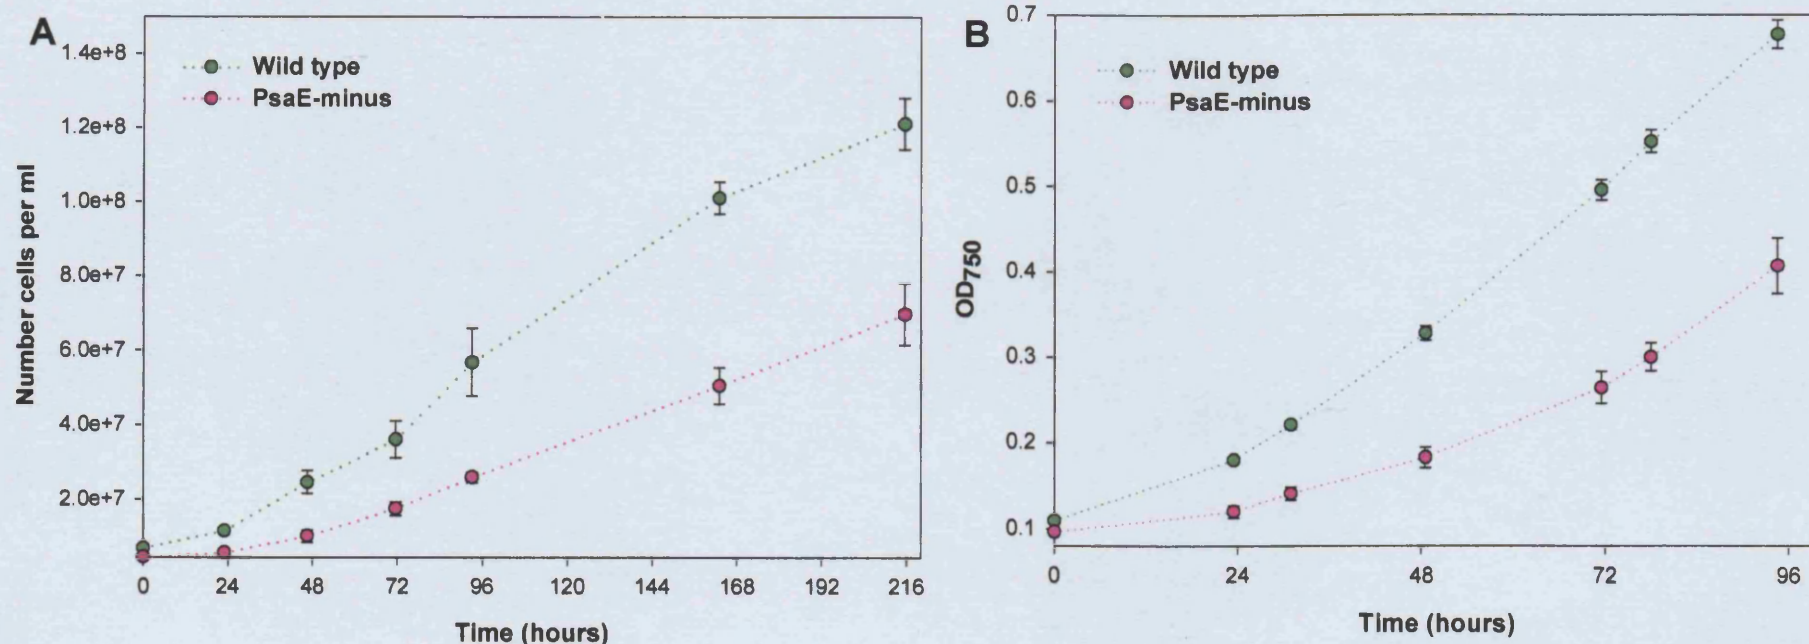 A
1.4e+8
1.2e+8
1.0e+8
8.0e+7
6.0e+7
4.0e+7
2.0e+7
Number cells per ml
Wild type
PsaE-minus
0 24 48 72 96 120 144 168 192 216
Time (hours)
B
0.7
0.6
0.5
0.4
0.3
0.2
0.1
OD750
Wild type
PsaE-minus
0 24 48 72 96
Time (hours)